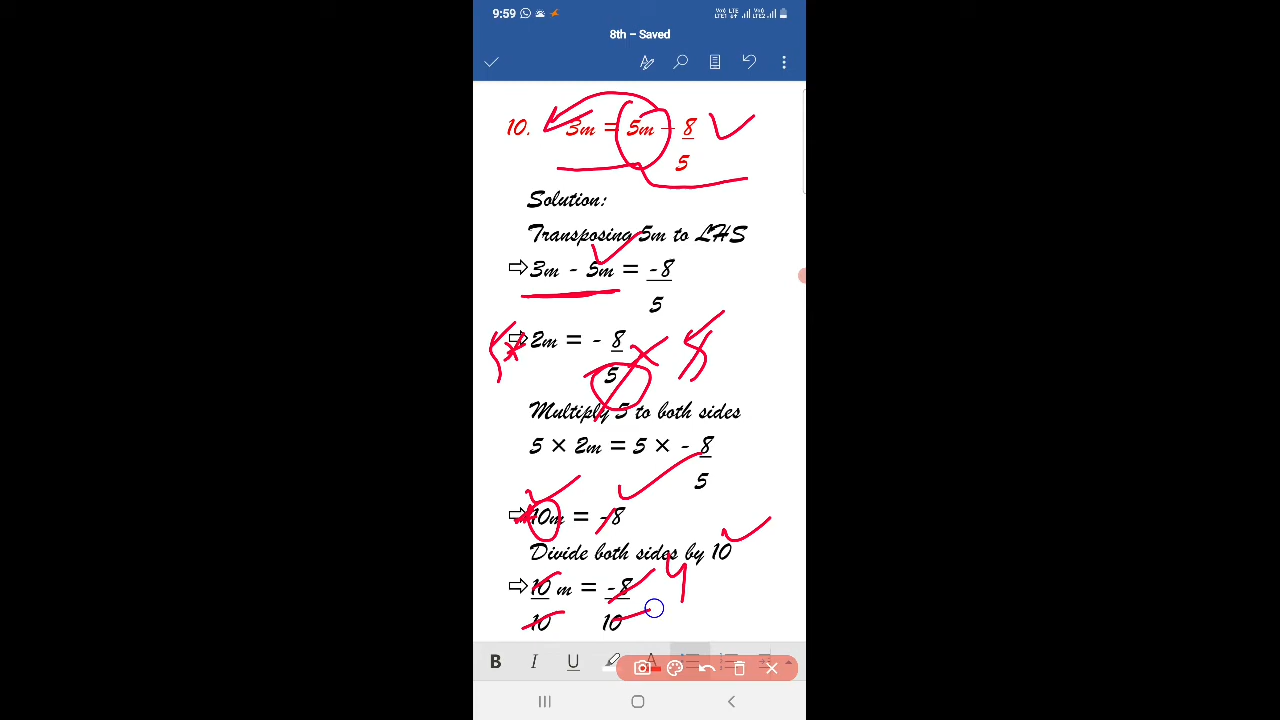 9:59
8th – Saved
10. 3m = 5m – 8
5
Solution:
Transposing 5m to LHS
⇨3m - 5m = -8
5
⇨2m = - 8 × 5
5
Multiply 5 to both sides
5 × 2m = 5 × - 8
5
⇨10m = -8
Divide both sides by 10
⇨10 m = -8 4
10 10
B I U A